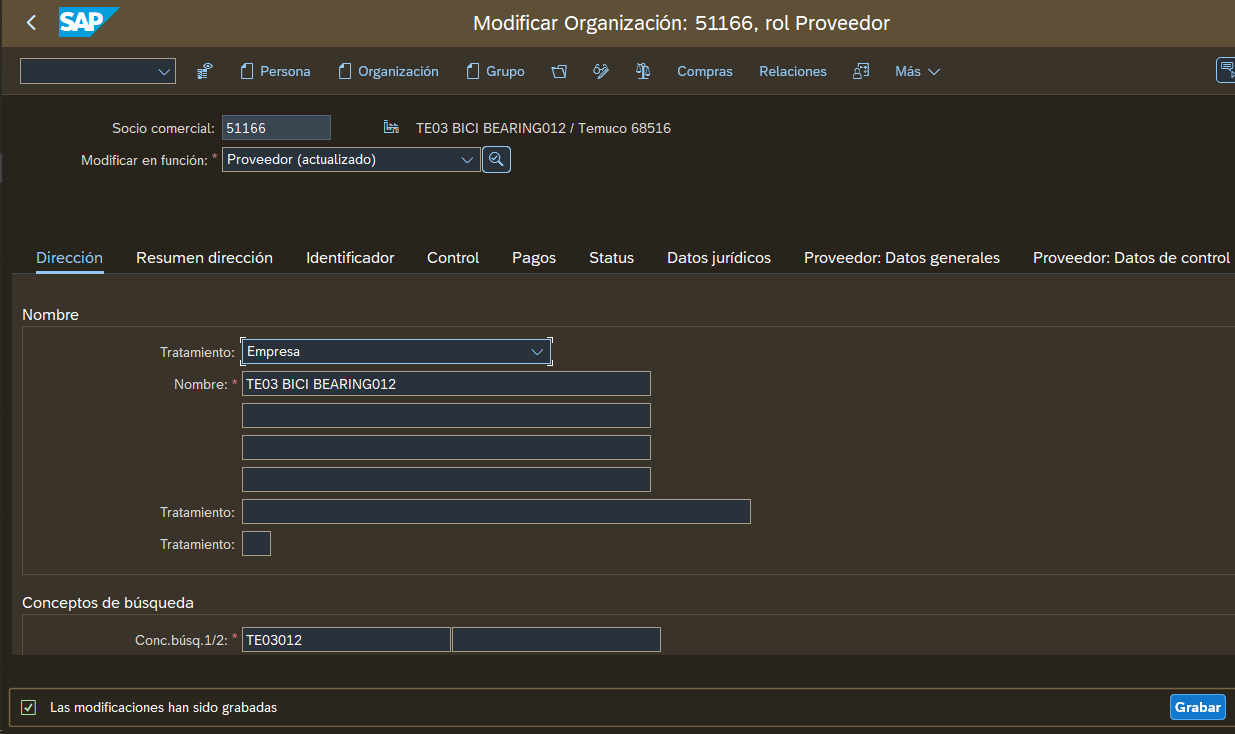 SAP Modificar Organización: 51166, rol Proveedor
Persona Organización Grupo Compras Relaciones Más
Socio comercial: 51166 TE03 BICI BEARING012 / Temuco 68516
Modificar en función: * Proveedor (actualizado)
Dirección Resumen dirección Identificador Control Pagos Status Datos jurídicos Proveedor: Datos generales Proveedor: Datos de control
Nombre
Tratamiento: Empresa
Nombre: * TE03 BICI BEARING012
Tratamiento:
Tratamiento:
Conceptos de búsqueda
Conc.búsq.1/2: * TE03012
Las modificaciones han sido grabadas Grabar